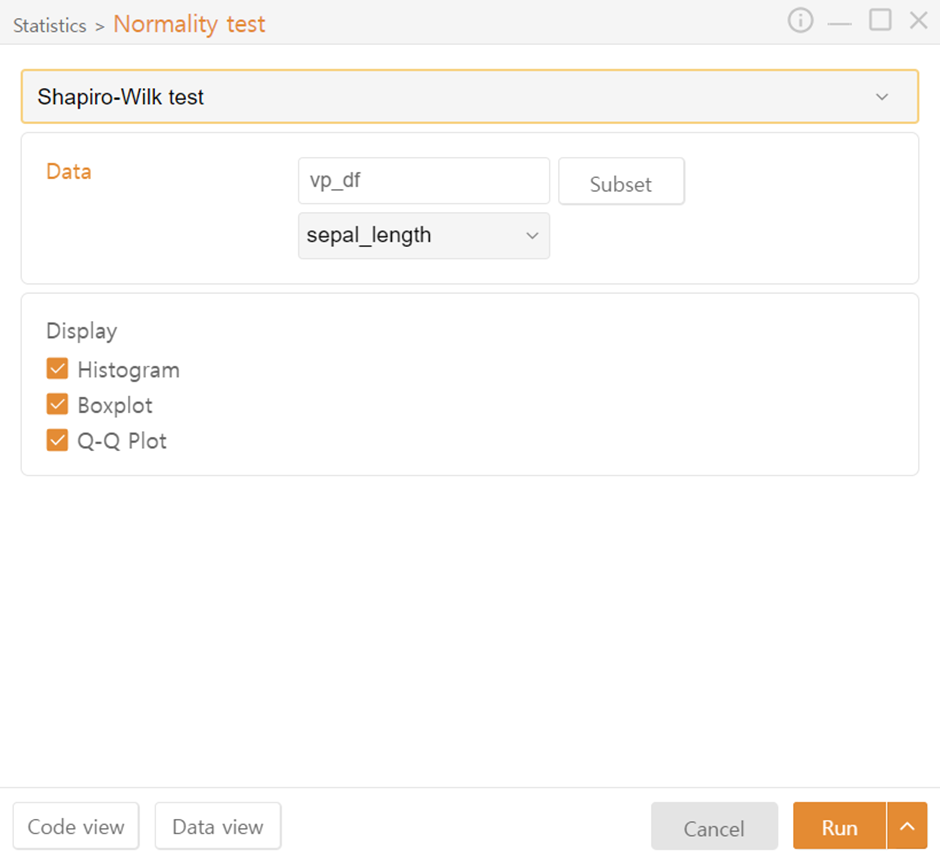 Statistics > Normality test
Shapiro-Wilk test
Data
vp_df
Subset
sepal_length
Display
Histogram
Boxplot
Q-Q Plot
Code view
Data view
Cancel
Run